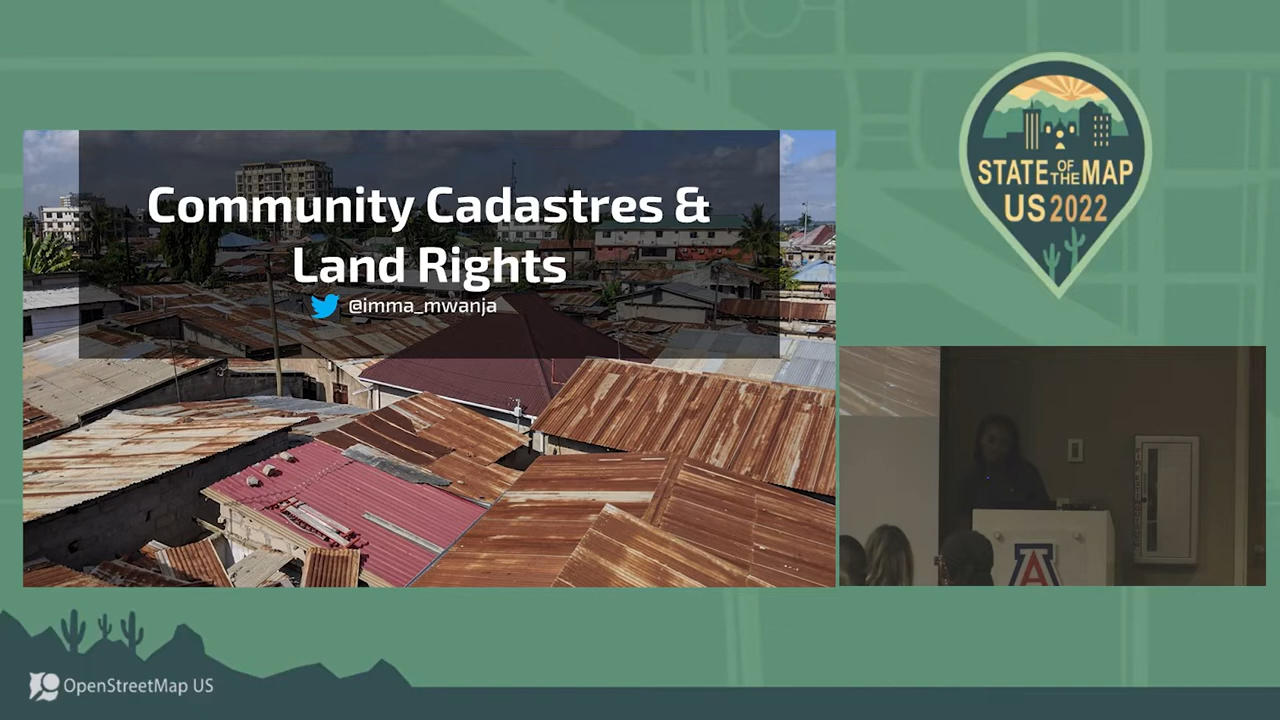 Community Cadastres &
Land Rights
@imma_mwanja
STATE OF THE MAP
US 2022
A
OpenStreetMap US